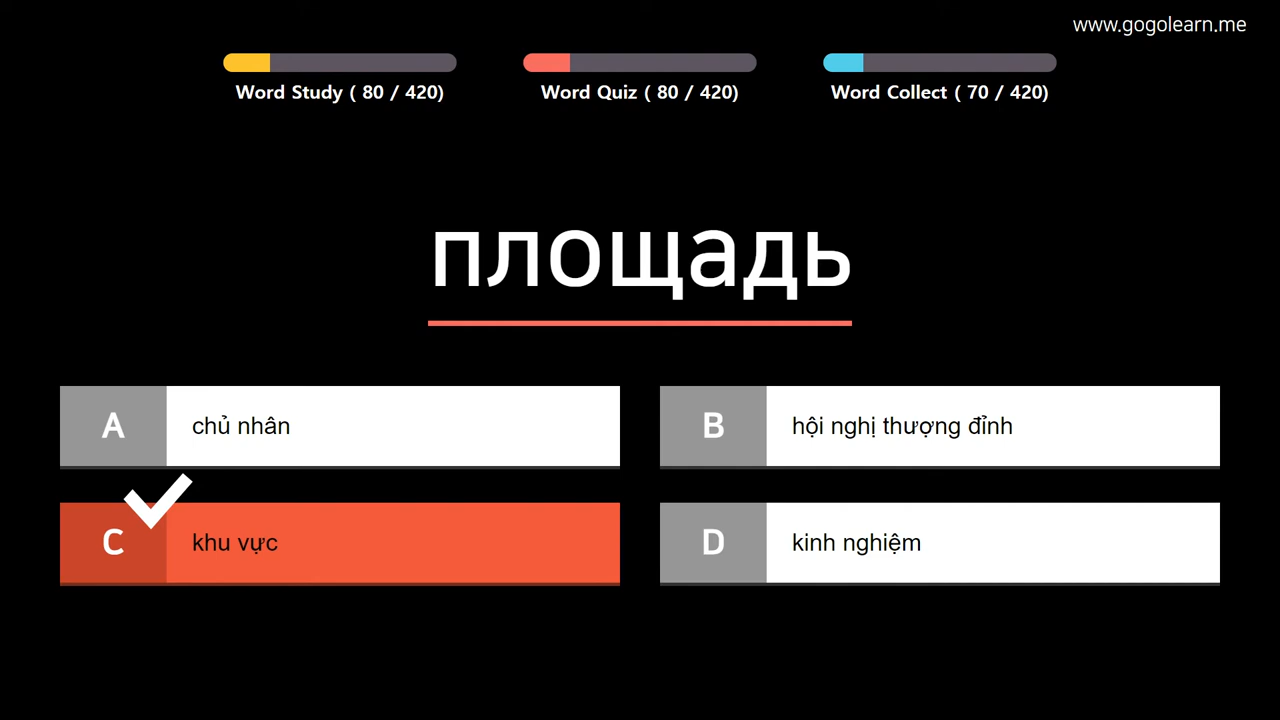 www.gogolearn.me
Word Study ( 80 / 420)
Word Quiz ( 80 / 420)
Word Collect ( 70 / 420)
площадь
A chủ nhân
B hội nghị thượng đỉnh
C khu vực
D kinh nghiệm